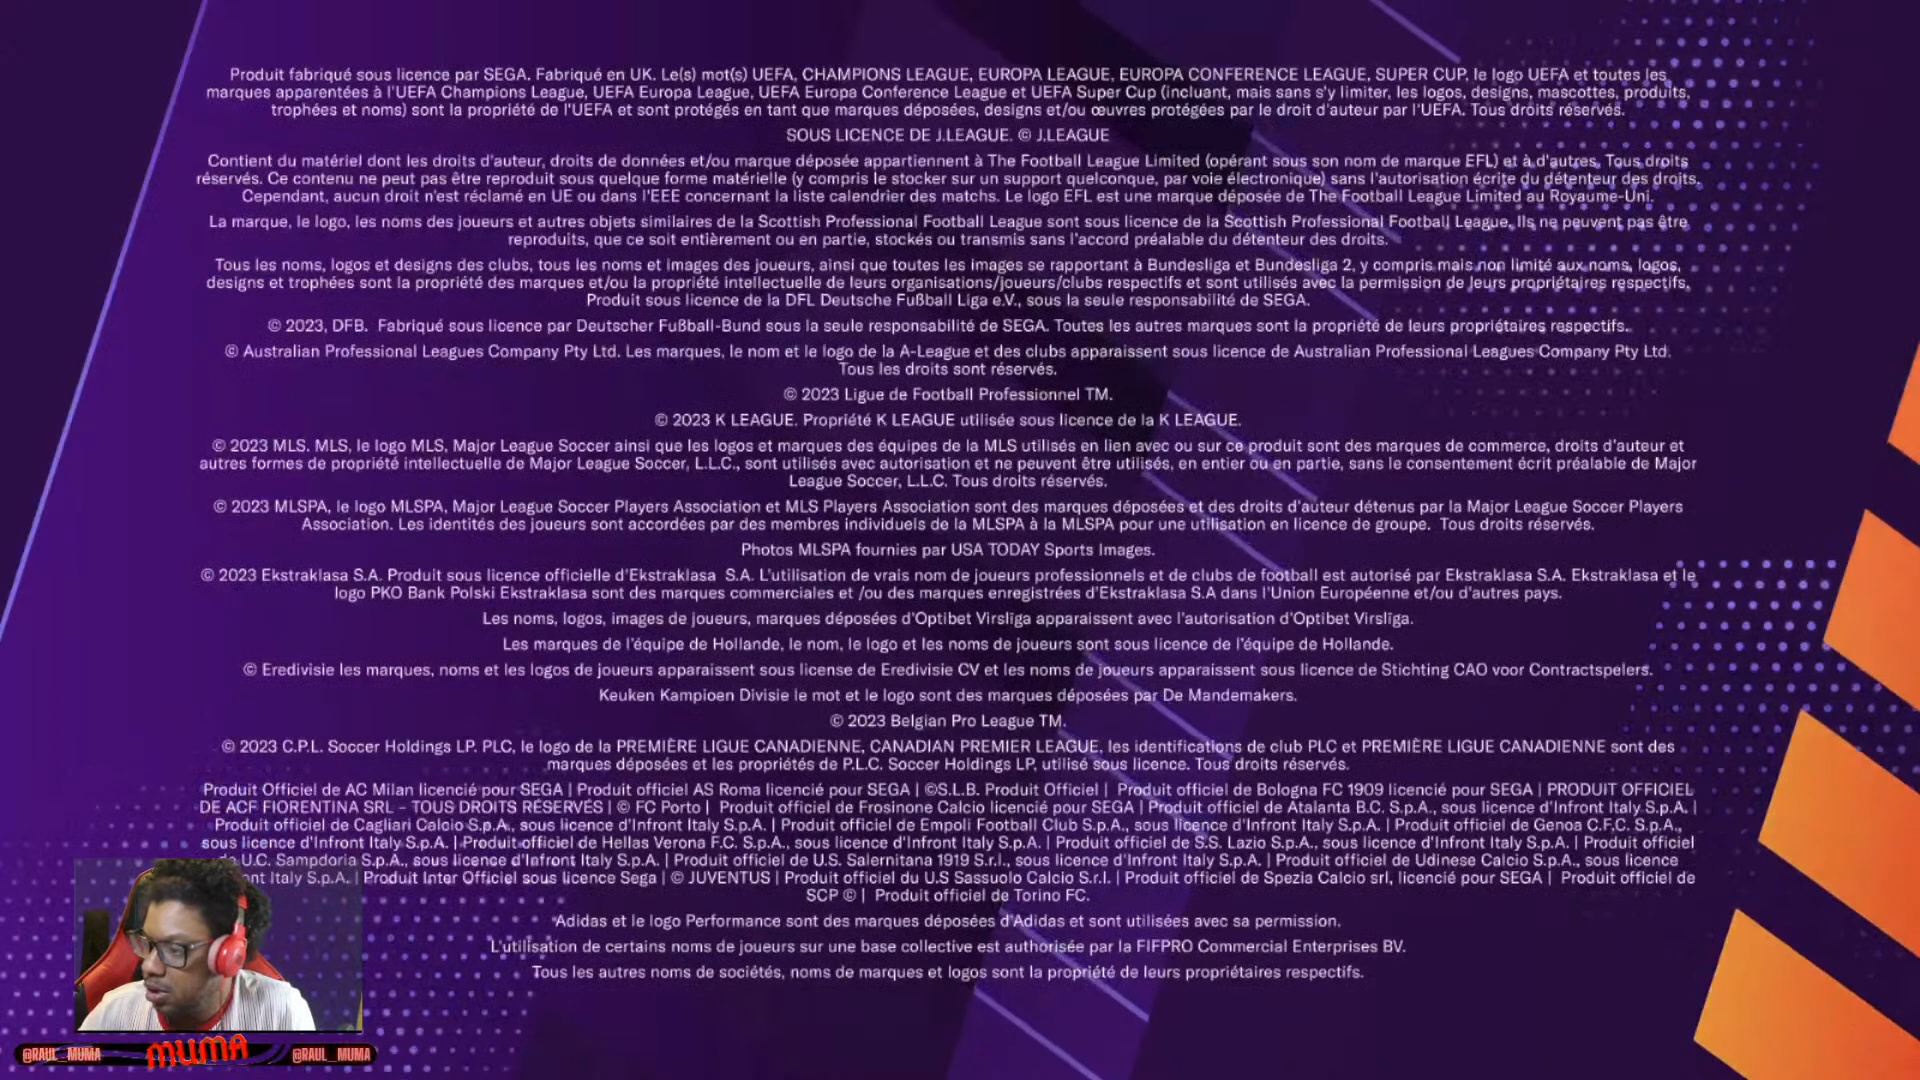 Produit fabriqué sous licence par SEGA. Fabriqué en UK. Le(s) mot(s) UEFA, CHAMPIONS LEAGUE, EUROPA LEAGUE, EUROPA CONFERENCE LEAGUE, SUPER CUP, le logo UEFA et toutes les
marques apparentées à l'UEFA Champions League, UEFA Europa League, UEFA Europa Conference League et UEFA Super Cup (incluant, mais sans s'y limiter, les logos, designs, mascottes, produits,
trophées et noms) sont la propriété de l'UEFA et sont protégés en tant que marques déposées, designs et/ou œuvres protégées par le droit d'auteur par l'UEFA. Tous droits réservés.
SOUS LICENCE DE J.LEAGUE. © J.LEAGUE
Contient du matériel dont les droits d'auteur, droits de données et/ou marque déposée appartiennent à The Football League Limited (opérant sous son nom de marque EFL) et à d'autres. Tous droits
réservés. Ce contenu ne peut pas être reproduit sous quelque forme matérielle (y compris le stocker sur un support quelconque, par voie électronique) sans l'autorisation écrite du détenteur des droits.
Cependant, aucun droit n'est réclamé en UE ou dans l'EEE concernant la liste calendrier des matchs. Le logo EFL est une marque déposée de The Football League Limited au Royaume-Uni.
La marque, le logo, les noms des joueurs et autres objets similaires de la Scottish Professional Football League sont sous licence de la Scottish Professional Football League. Ils ne peuvent pas être
reproduits, que ce soit entièrement ou en partie, stockés ou transmis sans l'accord préalable du détenteur des droits.
Tous les noms, logos et designs des clubs, tous les noms et images des joueurs, ainsi que toutes les images se rapportant à Bundesliga et Bundesliga 2, y compris mais non limité aux noms, logos,
designs et trophées sont la propriété des marques et/ou la propriété intellectuelle de leurs organisations/joueurs/clubs respectifs et sont utilisés avec la permission de leurs propriétaires respectifs.
Produit sous licence de la DFL Deutsche Fußball Liga e.V., sous la seule responsabilité de SEGA.
© 2023, DFB. Fabriqué sous licence par Deutscher Fußball-Bund sous la seule responsabilité de SEGA. Toutes les autres marques sont la propriété de leurs propriétaires respectifs.
© Australian Professional Leagues Company Pty Ltd. Les marques, le nom et le logo de la A-League et des clubs apparaissent sous licence de Australian Professional Leagues Company Pty Ltd.
Tous les droits sont réservés.
© 2023 Ligue de Football Professionnel TM.
© 2023 K LEAGUE. Propriété K LEAGUE utilisée sous licence de la K LEAGUE.
© 2023 MLS. MLS, le logo MLS, Major League Soccer ainsi que les logos et marques des équipes de la MLS utilisés en lien avec ou sur ce produit sont des marques de commerce, droits d'auteur et
autres formes de propriété intellectuelle de Major League Soccer, L.L.C., sont utilisés avec autorisation et ne peuvent être utilisés, en entier ou en partie, sans le consentement écrit préalable de Major
League Soccer, L.L.C. Tous droits réservés.
© 2023 MLSPA, le logo MLSPA, Major League Soccer Players Association et MLS Players Association sont des marques déposées et des droits d'auteur détenus par la Major League Soccer Players
Association. Les identités des joueurs sont accordées par des membres individuels de la MLSPA à la MLSPA pour une utilisation en licence de groupe. Tous droits réservés.
Photos MLSPA fournies par USA TODAY Sports Images.
© 2023 Ekstraklasa S.A. Produit sous licence officielle d'Ekstraklasa S.A. L'utilisation de vrais nom de joueurs professionnels et de clubs de football est autorisé par Ekstraklasa S.A. Ekstraklasa et le
logo PKO Bank Polski Ekstraklasa sont des marques commerciales et /ou des marques enregistrées d'Ekstraklasa S.A dans l'Union Européenne et/ou d'autres pays.
Les noms, logos, images de joueurs, marques déposées d'Optibet Virslīga apparaissent avec l'autorisation d'Optibet Virslīga.
Les marques de l'équipe de Hollande, le nom, le logo et les noms de joueurs sont sous licence de l'équipe de Hollande.
© Eredivisie les marques, noms et les logos de joueurs apparaissent sous license de Eredivisie CV et les noms de joueurs apparaissent sous licence de Stichting CAO voor Contractspelers.
Keuken Kampioen Divisie le mot et le logo sont des marques déposées par De Mandemakers.
© 2023 Belgian Pro League TM.
© 2023 C.P.L. Soccer Holdings LP. PLC, le logo de la PREMIÈRE LIGUE CANADIENNE, CANADIAN PREMIER LEAGUE, les identifications de club PLC et PREMIÈRE LIGUE CANADIENNE sont des
marques déposées et les propriétés de P.L.C. Soccer Holdings LP, utilisé sous licence. Tous droits réservés.
Produit Officiel de AC Milan licencié pour SEGA | Produit officiel AS Roma licencié pour SEGA | ©S.L.B. Produit Officiel | Produit officiel de Bologna FC 1909 licencié pour SEGA | PRODUIT OFFICIEL
DE ACF FIORENTINA SRL - TOUS DROITS RÉSERVÉS | © FC Porto | Produit officiel de Frosinone Calcio licencié pour SEGA | Produit officiel de Atalanta B.C. S.p.A., sous licence d'Infront Italy S.p.A. |
Produit officiel de Cagliari Calcio S.p.A., sous licence d'Infront Italy S.p.A. | Produit officiel de Empoli Football Club S.p.A., sous licence d'Infront Italy S.p.A. | Produit officiel de Genoa C.F.C. S.p.A.,
sous licence d'Infront Italy S.p.A. | Produit officiel de Hellas Verona F.C. S.p.A., sous licence d'Infront Italy S.p.A. | Produit officiel de S.S. Lazio S.p.A., sous licence d'Infront Italy S.p.A. | Produit officiel
U.C. Sampdoria S.p.A., sous licence d'Infront Italy S.p.A. | Produit officiel de U.S. Salernitana 1919 S.r.l., sous licence d'Infront Italy S.p.A. | Produit officiel de Udinese Calcio S.p.A., sous licence
Italy S.p.A. | Produit Inter Officiel sous licence Sega | © JUVENTUS | Produit officiel du U.S Sassuolo Calcio S.r.l. | Produit officiel de Spezia Calcio srl, licencié pour SEGA | Produit officiel de
SCP © | Produit officiel de Torino FC.
Adidas et le logo Performance sont des marques déposées d'Adidas et sont utilisées avec sa permission.
L'utilisation de certains noms de joueurs sur une base collective est authorisée par la FIFPRO Commercial Enterprises BV.
Tous les autres noms de sociétés, noms de marques et logos sont la propriété de leurs propriétaires respectifs.
@RAUL_MUMA MUMA @RAUL_MUMA